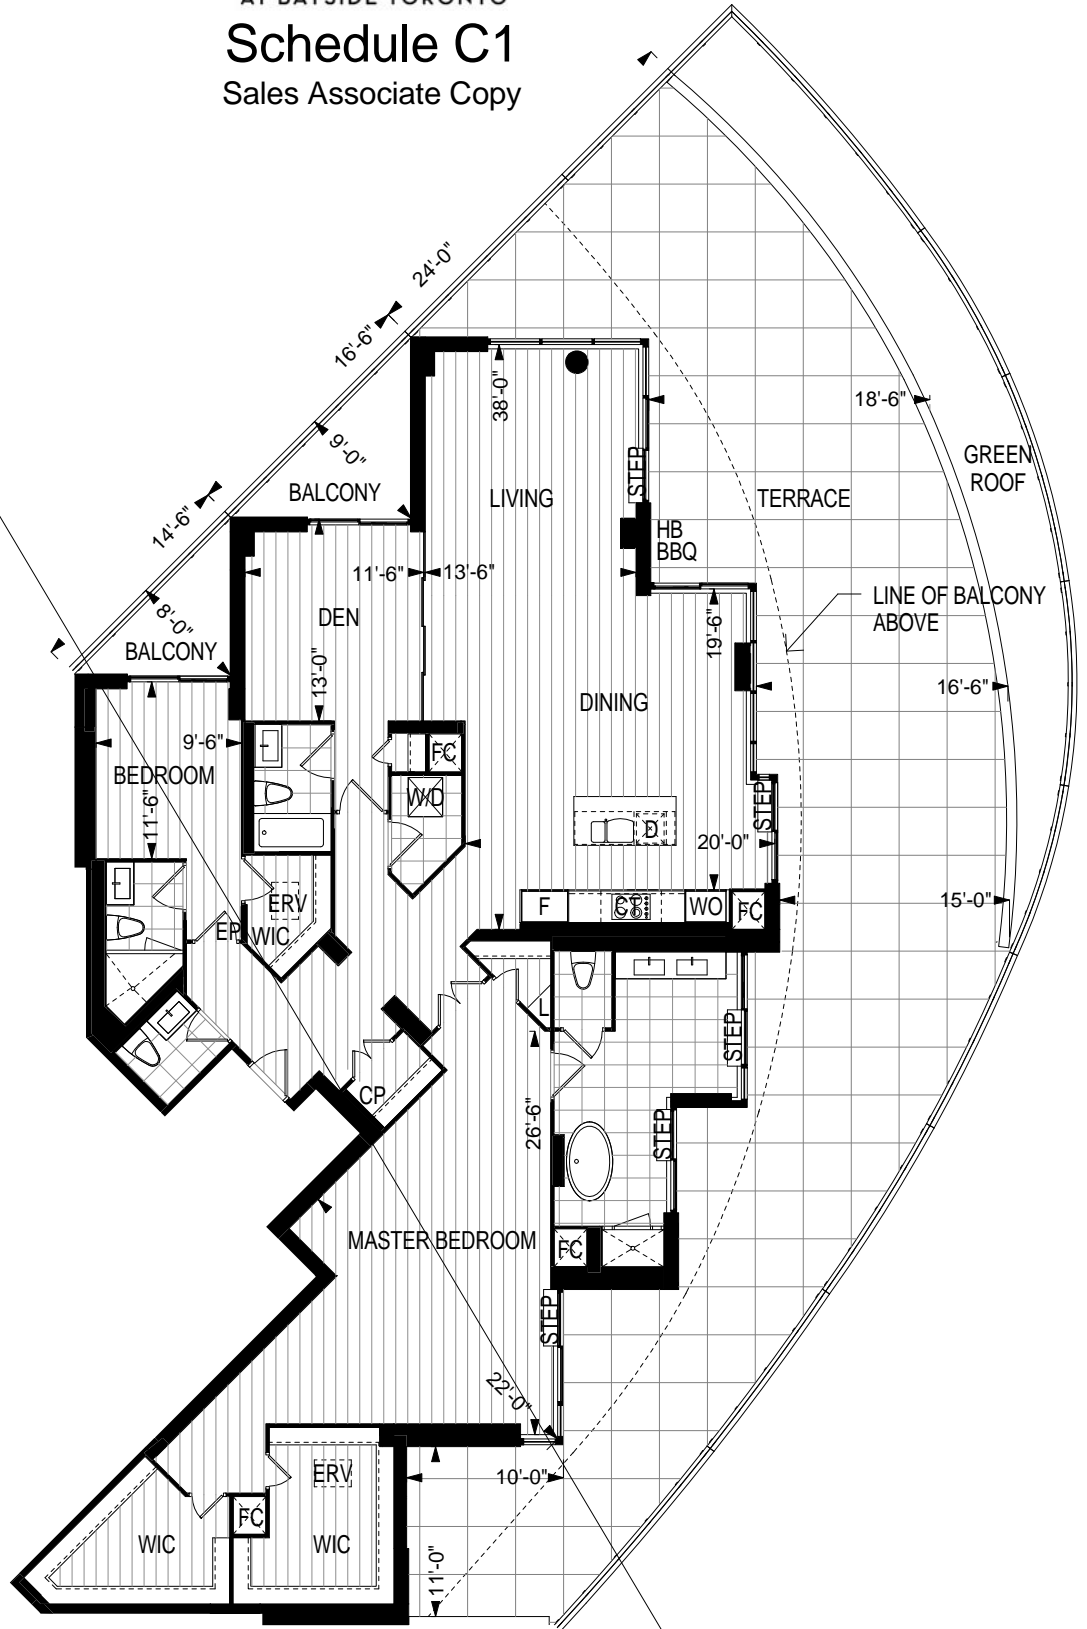 AT BAYSIDE TORONTO
Schedule C1
Sales Associate Copy
24'-0"
16'-6"
9'-0"
38'-0"
18'-6"
GREEN
ROOF
BALCONY
LIVING
STEP
TERRACE
14'-6"
HB
BBQ
11'-6"
13'-6"
LINE OF BALCONY
ABOVE
8'-0"
DEN
19'-6"
BALCONY
13'-0"
DINING
16'-6"
9'-6"
FC
BEDROOM
W/D
STEP
11'-6"
D
20'-0"
ERV
F
CT
WO
FC
15'-0"
EP
WIC
L
STEP
CP
26'-6"
STEP
MASTER BEDROOM
FC
STEP
22'-0"
ERV
10'-0"
FC
WIC
WIC
11'-0"